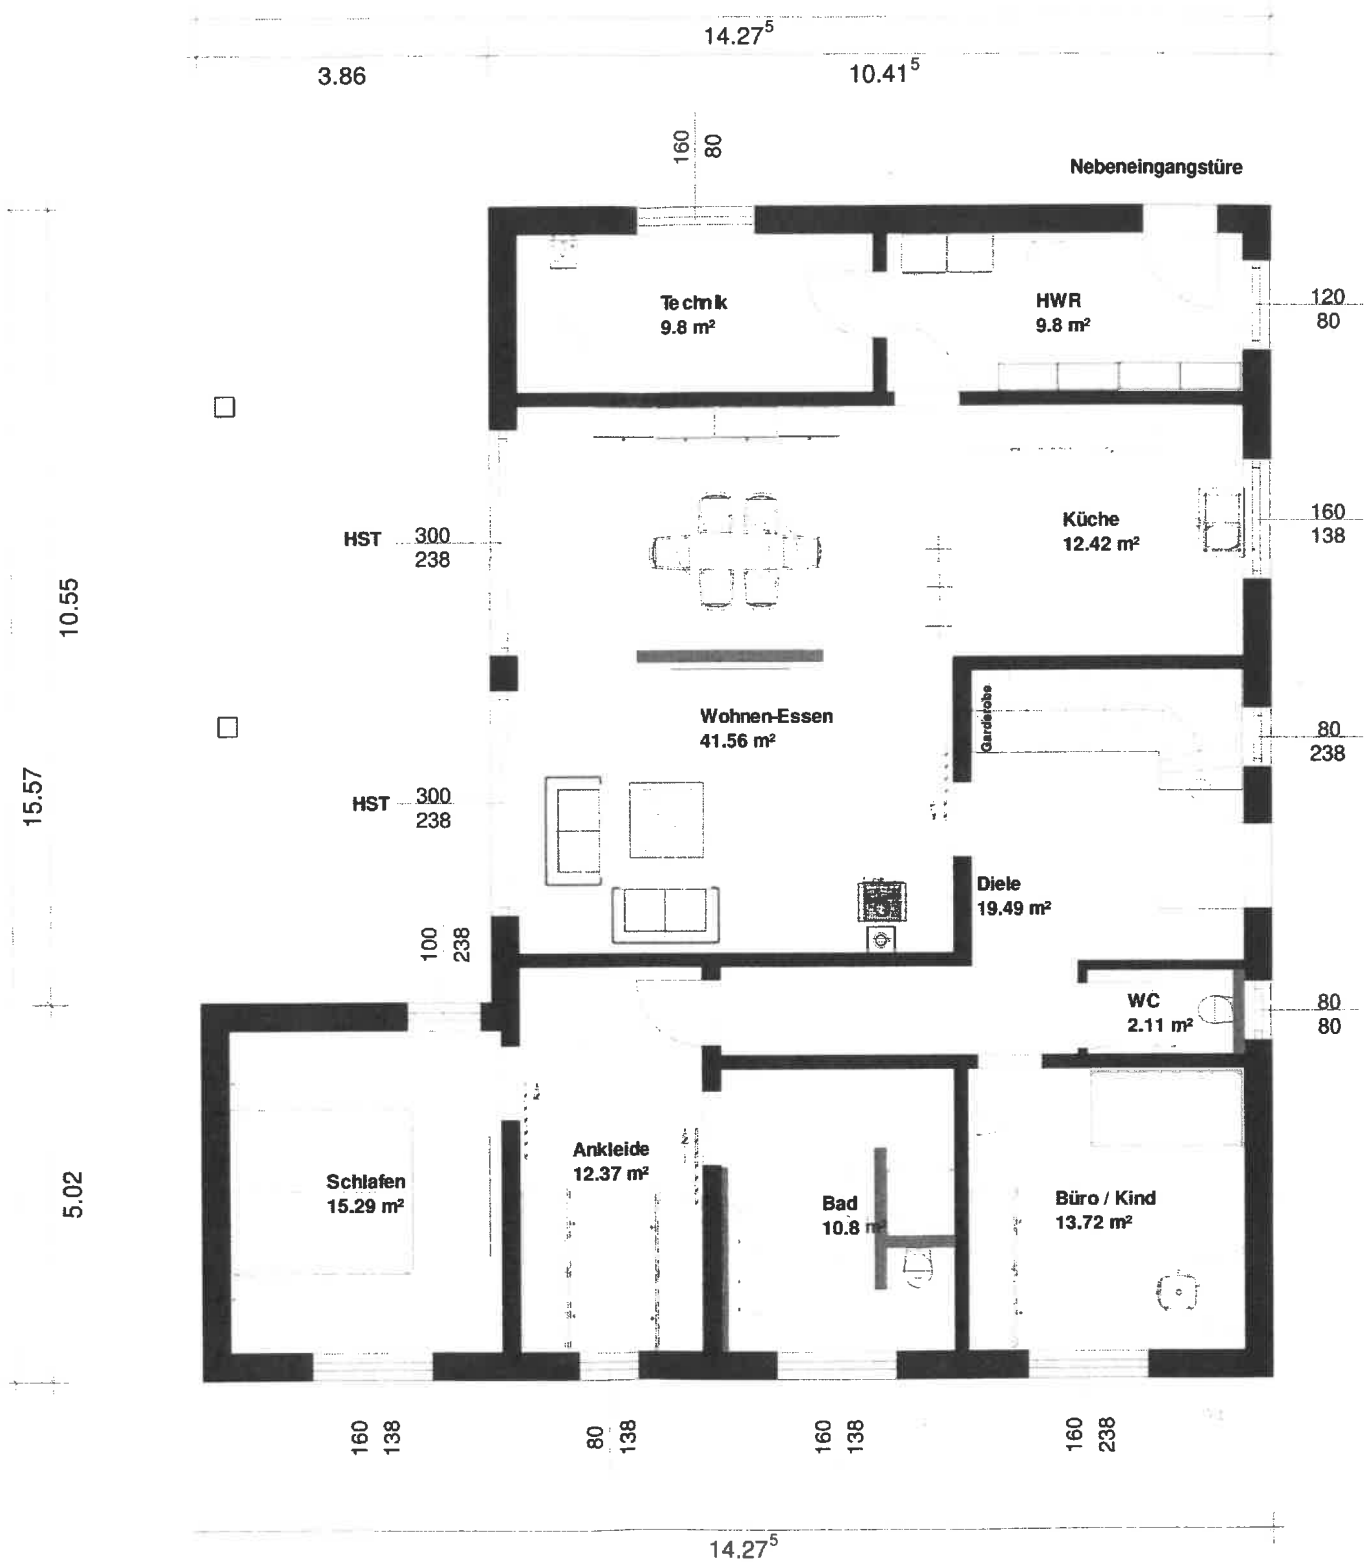 14.27⁵
3.86
10.41⁵
160
80
Nebeneingangstüre
Technik
9.8 m²
HWR
9.8 m²
120
80
HST
300
238
Küche
12.42 m²
160
138
10.55
15.57
Wohnen-Essen
41.56 m²
Garderobe
80
238
HST
300
238
Diele
19.49 m²
100
238
WC
2.11 m²
80
80
5.02
Schlafen
15.29 m²
Ankleide
12.37 m²
Bad
10.8 m²
Büro / Kind
13.72 m²
160
138
80
138
160
138
160
238
14.27⁵